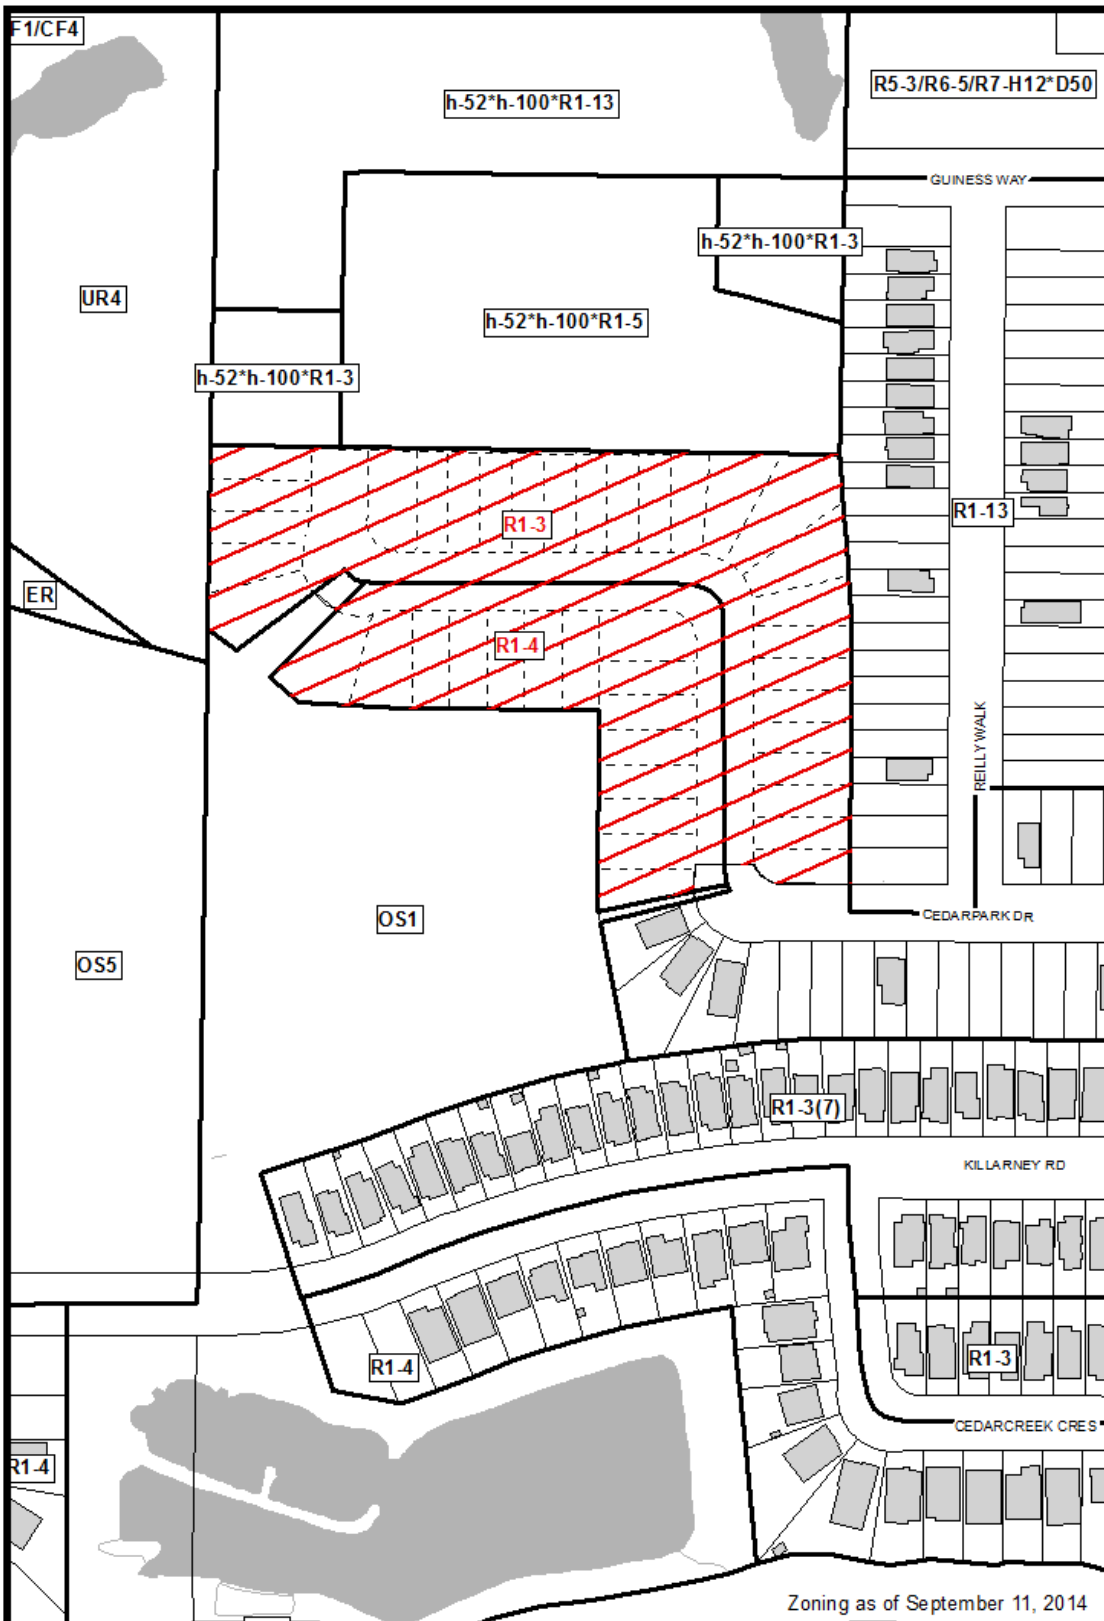 F1/CF4
h-52*h-100*R1-13
R5-3/R6-5/R7-H12*D50
GUINESS WAY
h-52*h-100*R1-3
UR4
h-52*h-100*R1-5
h-52*h-100*R1-3
R1-3
R1-13
ER
R1-4
REILLY WALK
OS1
CEDARPARK DR
OS5
R1-3(7)
KILLARNEY RD
R1-4
R1-3
CEDARCREEK CRES
R1-4
Zoning as of September 11, 2014